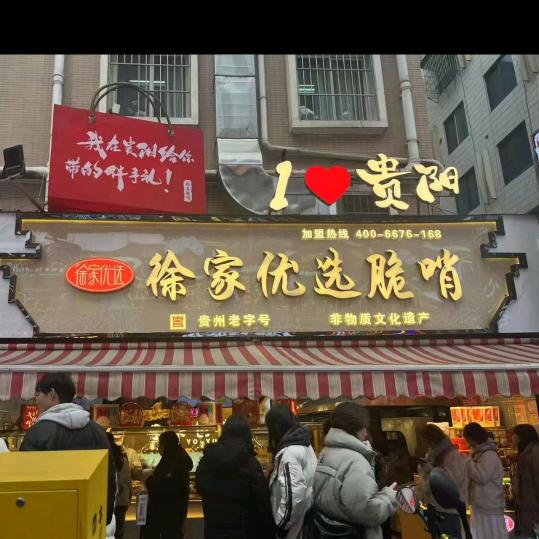 我在贵阳给你
带的伴手礼!
I 贵阳
加盟热线 400-6676-168
徐家优选
徐家优选脆哨
贵州老字号
非物质文化遗产